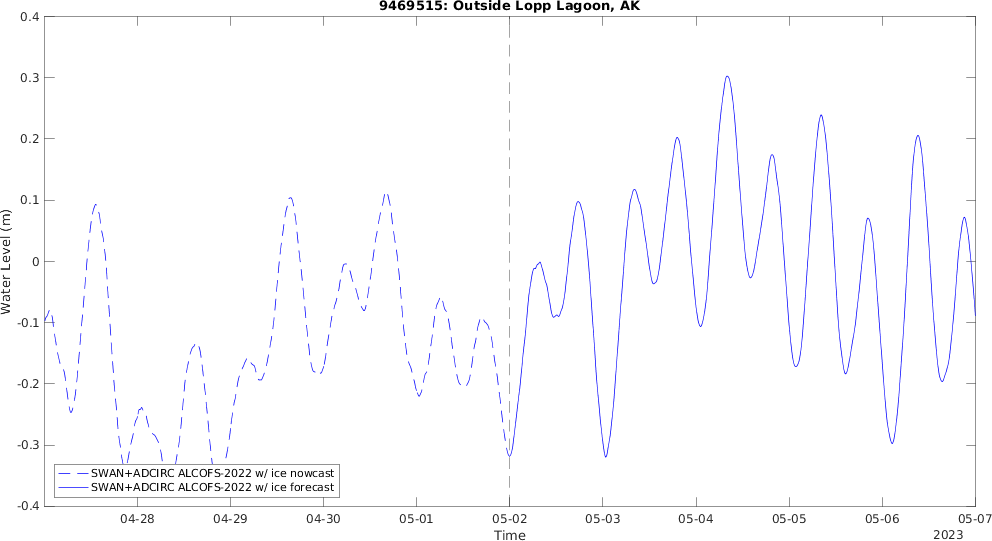 9469515: Outside Lopp Lagoon, AK
0.4
0.3
0.2
0.1
0
-0.1
-0.2
-0.3
-0.4
Water Level (m)
SWAN+ADCIRC ALCOFS-2022 w/ ice nowcast
SWAN+ADCIRC ALCOFS-2022 w/ ice forecast
04-28 04-29 04-30 05-01 05-02 05-03 05-04 05-05 05-06 05-07
Time
2023